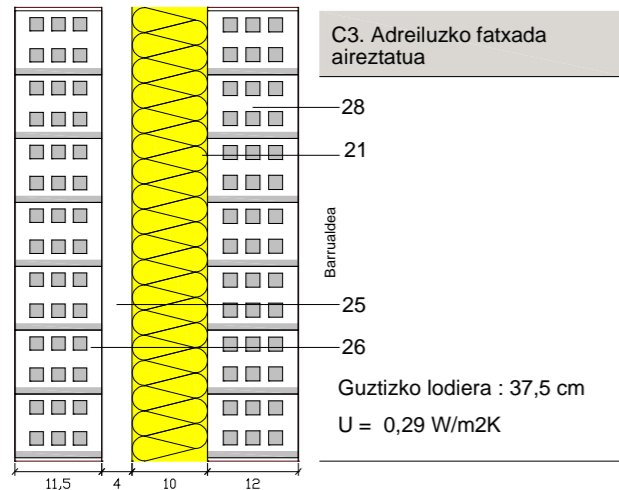 C3. Adreiluzko fatxada
aireztatua
28
21
Barrualdea
25
26
Guztizko lodiera : 37,5 cm
U = 0,29 W/m2K
11,5 4 10 12